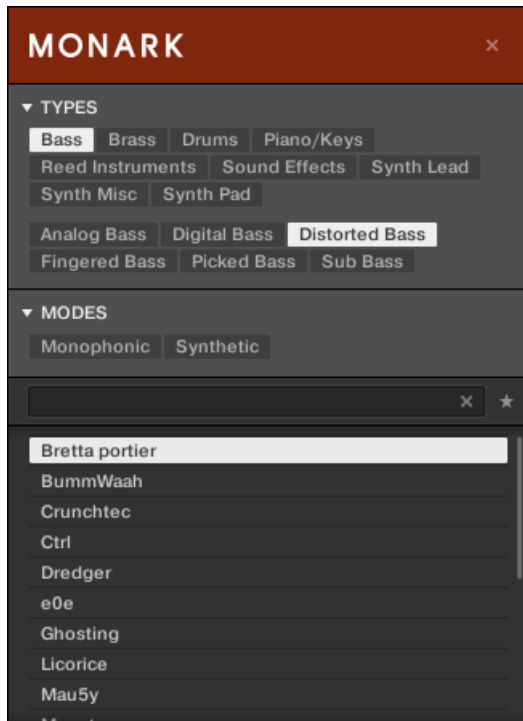 MONARK
TYPES
Bass Brass Drums Piano/Keys
Reed Instruments Sound Effects Synth Lead
Synth Misc Synth Pad
Analog Bass Digital Bass Distorted Bass
Fingered Bass Picked Bass Sub Bass
MODES
Monophonic Synthetic
Bretta portier
BummWaah
Crunchtec
Ctrl
Dredger
e0e
Ghosting
Licorice
Mau5y